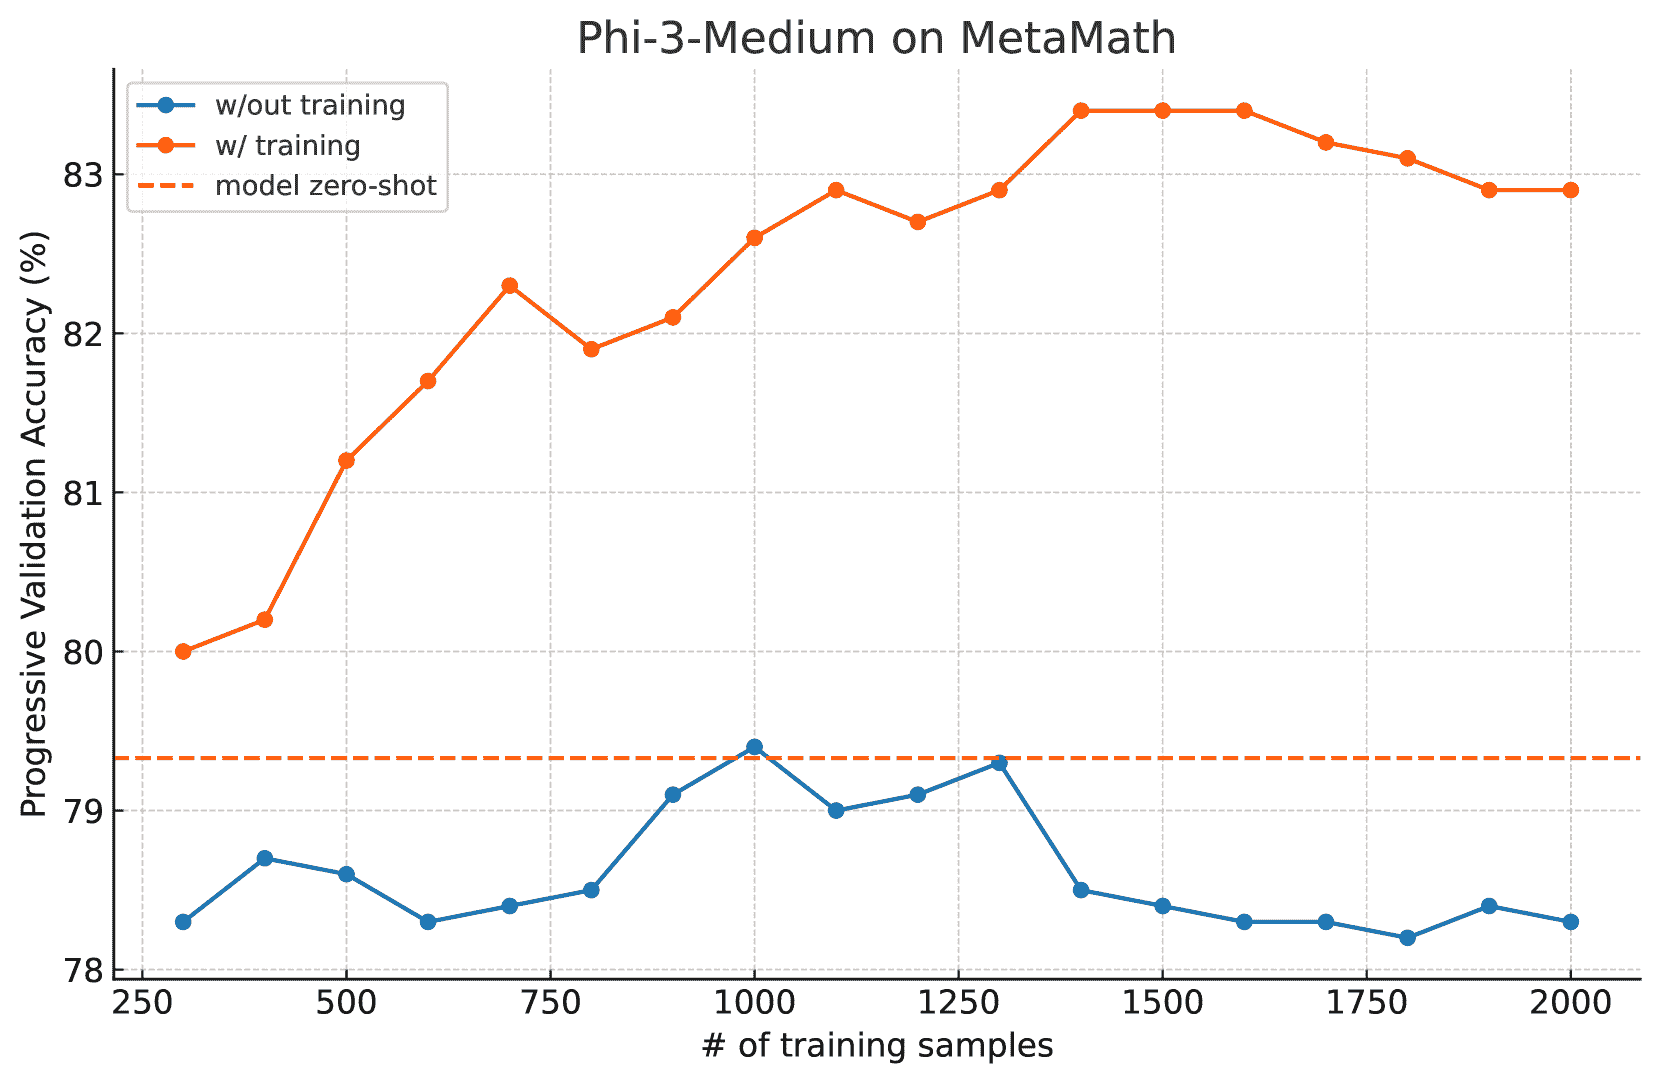 Phi-3-Medium on MetaMath
w/out training
w/ training
model zero-shot
Progressive Validation Accuracy (%)
83
82
81
80
79
78
250 500 750 1000 1250 1500 1750 2000
# of training samples